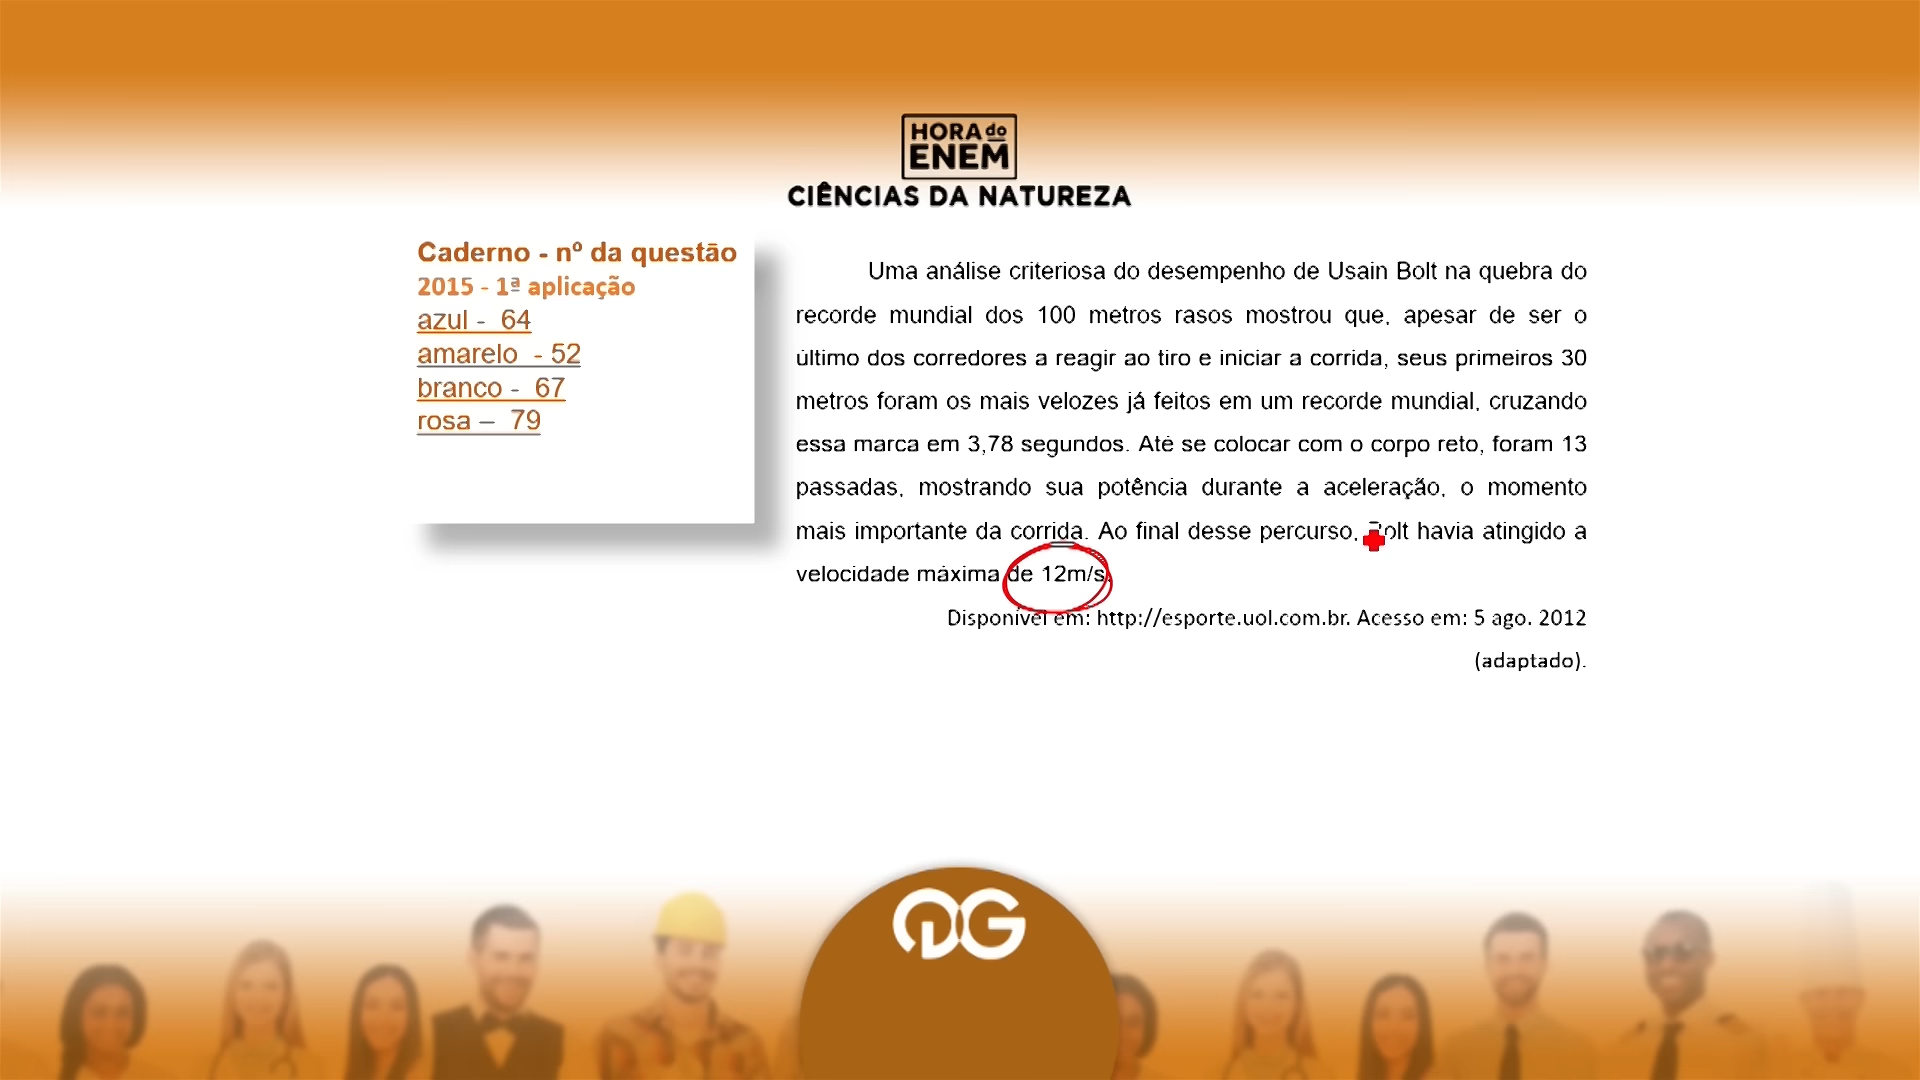 HORA do
ENEM
CIÊNCIAS DA NATUREZA
Caderno - nº da questão
2015 - 1ª aplicação
azul - 64
amarelo - 52
branco - 67
rosa – 79
Uma análise criteriosa do desempenho de Usain Bolt na quebra do
recorde mundial dos 100 metros rasos mostrou que, apesar de ser o
último dos corredores a reagir ao tiro e iniciar a corrida, seus primeiros 30
metros foram os mais velozes já feitos em um recorde mundial, cruzando
essa marca em 3,78 segundos. Até se colocar com o corpo reto, foram 13
passadas, mostrando sua potência durante a aceleração, o momento
mais importante da corrida. Ao final desse percurso, Bolt havia atingido a
velocidade máxima de 12m/s.
Disponível em: http://esporte.uol.com.br. Acesso em: 5 ago. 2012
(adaptado).